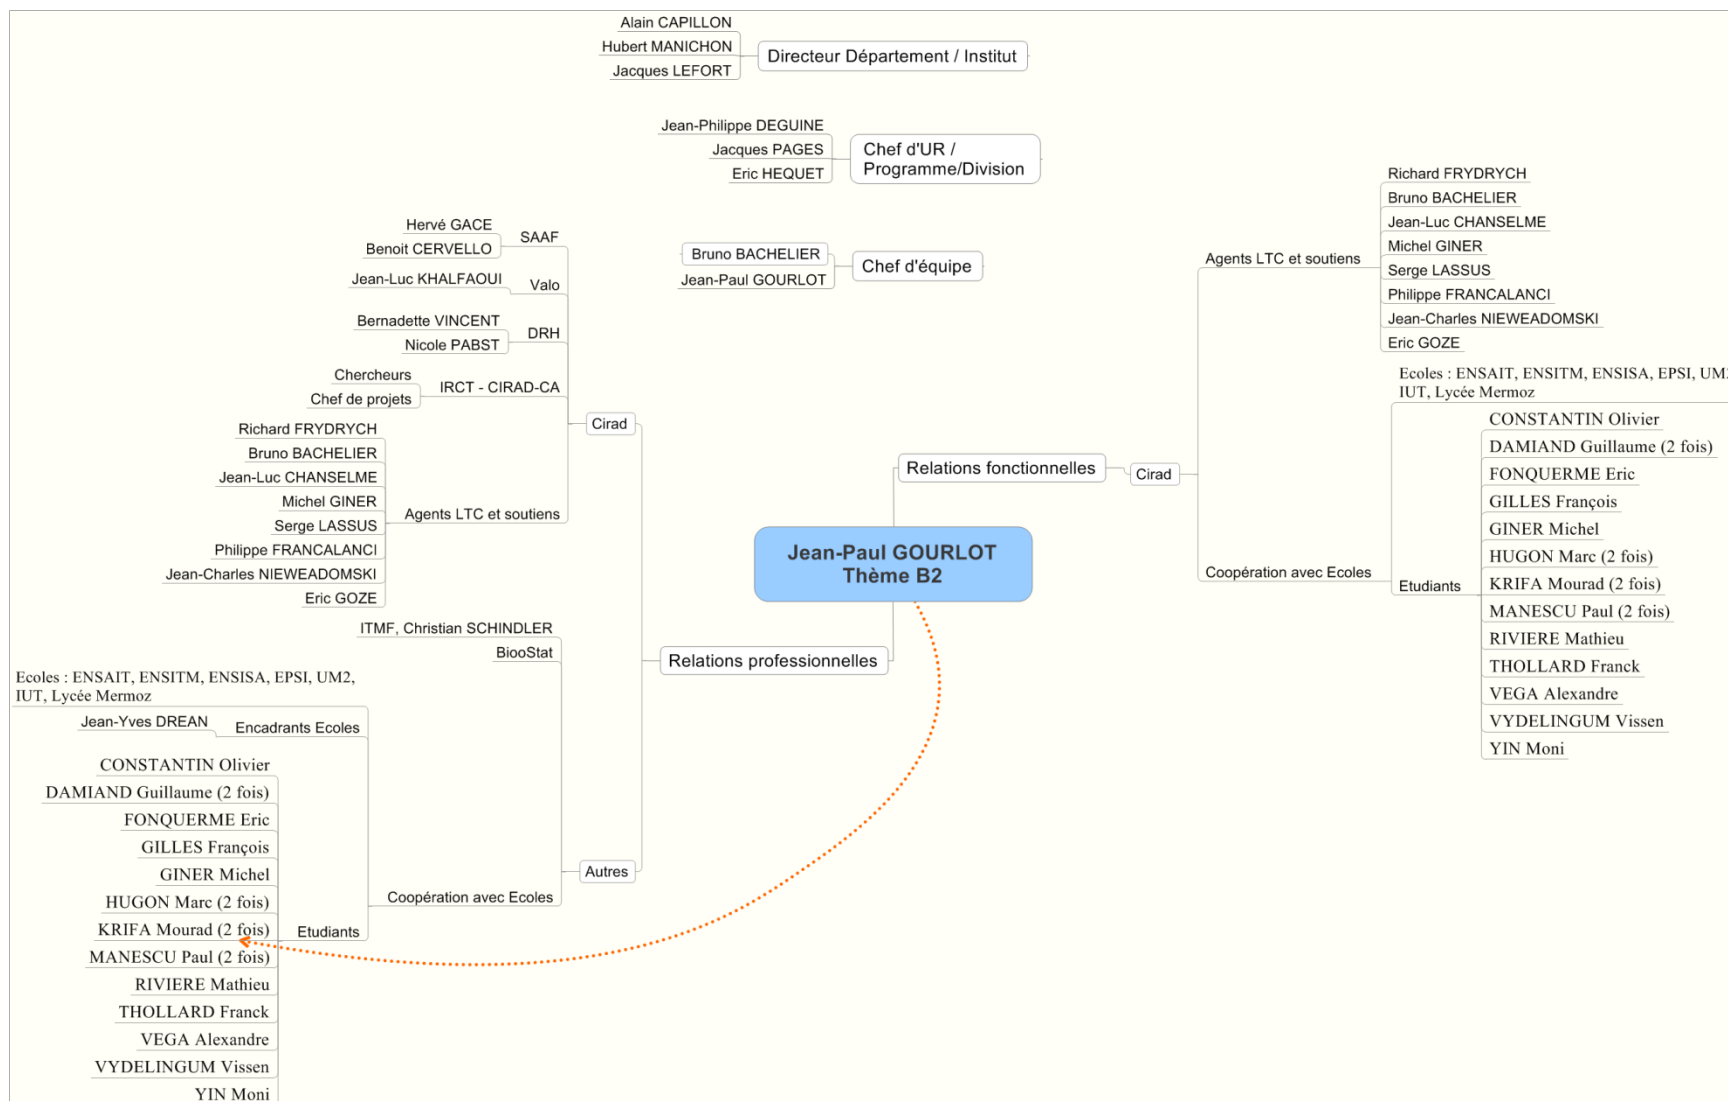 Alain CAPILLON
Hubert MANICHON
Jacques LEFORT
Directeur Département / Institut
Jean-Philippe DEGUINE
Jacques PAGES
Eric HEQUET
Chef d'UR /
Programme/Division
Bruno BACHELIER
Jean-Paul GOURLOT
Chef d'équipe
Hervé GACE
Benoit CERVELLO
SAAF
Jean-Luc KHALFAOUI
Valo
Bernadette VINCENT
Nicole PABST
DRH
Chercheurs
Chef de projets
IRCT - CIRAD-CA
Richard FRYDRYCH
Bruno BACHELIER
Jean-Luc CHANSELME
Michel GINER
Serge LASSUS
Philippe FRANCALANCI
Jean-Charles NIEWEADOMSKI
Eric GOZE
Agents LTC et soutiens
Cirad
Relations fonctionnelles
Cirad
Agents LTC et soutiens
Richard FRYDRYCH
Bruno BACHELIER
Jean-Luc CHANSELME
Michel GINER
Serge LASSUS
Philippe FRANCALANCI
Jean-Charles NIEWEADOMSKI
Eric GOZE
Coopération avec Ecoles
Ecoles : ENSAIT, ENSITM, ENSISA, EPSI, UM2
IUT, Lycée Mermoz
Etudiants
CONSTANTIN Olivier
DAMIAND Guillaume (2 fois)
FONQUERME Eric
GILLES François
GINER Michel
HUGON Marc (2 fois)
KRIFA Mourad (2 fois)
MANESCU Paul (2 fois)
RIVIERE Mathieu
THOLLARD Franck
VEGA Alexandre
VYDELINGUM Vissen
YIN Moni
Jean-Paul GOURLOT
Thème B2
Relations professionnelles
ITMF, Christian SCHINDLER
BiooStat
Ecoles : ENSAIT, ENSITM, ENSISA, EPSI, UM2,
IUT, Lycée Mermoz
Jean-Yves DREAN
Encadrants Ecoles
Autres
Coopération avec Ecoles
Etudiants
CONSTANTIN Olivier
DAMIAND Guillaume (2 fois)
FONQUERME Eric
GILLES François
GINER Michel
HUGON Marc (2 fois)
KRIFA Mourad (2 fois)
MANESCU Paul (2 fois)
RIVIERE Mathieu
THOLLARD Franck
VEGA Alexandre
VYDELINGUM Vissen
YIN Moni